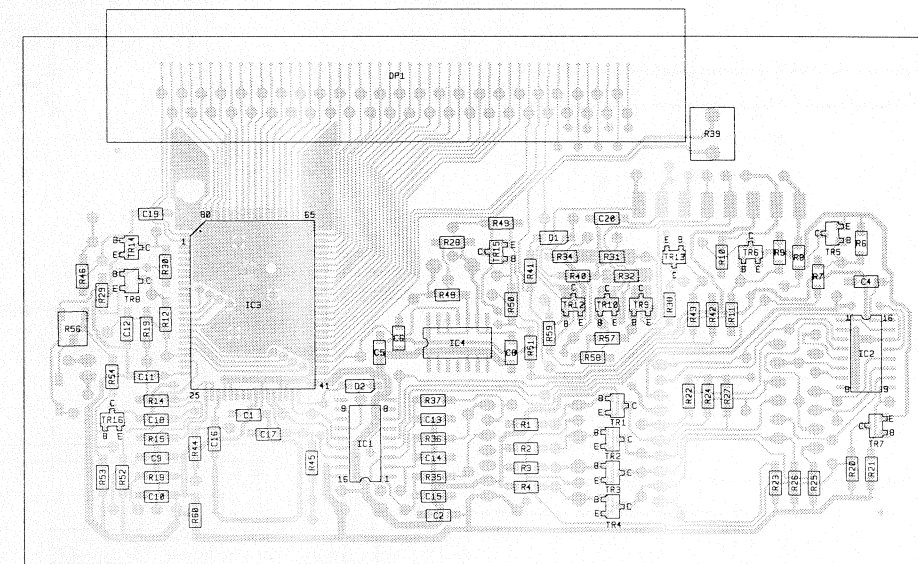 DP1
R39
C19
80
65
1
R43
C20
D1
E B
C
TR14
C
B
E
R28
C
TR15
E
B
R34
R31
E
TR13
C
R10
C
TR6
B E
R9
R8
C
TR5
E
B
R6
R46
R30
C
B
TR8
E
R41
R40
R32
R7
C4
R29
IC3
R49
R50
C
TR12
B E
C
TR10
B E
C
TR9
B E
R43
R42
R11
R56
C12
R19
R12
C5
C6
IC4
C8
R51
R59
R57
R58
1
16
IC2
8
9
R54
C11
25
41
D2
R22
R24
R27
R14
C18
R15
C9
R19
C10
C
TR16
B E
C1
C16
C17
R44
R45
R60
R53
R52
9
8
IC1
16
1
R37
C13
R36
C14
R35
C15
C2
R1
R2
R3
R4
B
E
C
TR1
B
E
C
TR2
B
E
C
TR3
B
E
C
TR4
C
TR7
E
B
R23
R26
R25
R20
R21